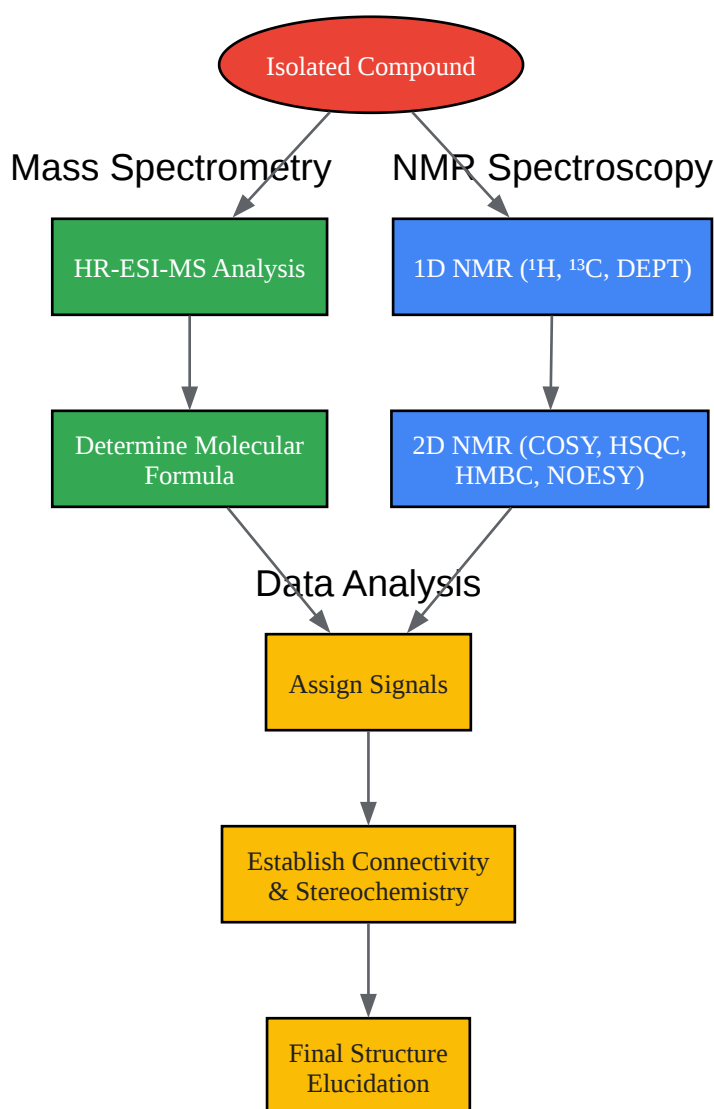 Isolated Compound
Mass Spectrometry
NMR Spectroscopy
HR-ESI-MS Analysis
1D NMR (¹H, ¹³C, DEPT)
Determine Molecular
Formula
2D NMR (COSY, HSQC,
HMBC, NOESY)
Data Analysis
Assign Signals
Establish Connectivity
& Stereochemistry
Final Structure
Elucidation